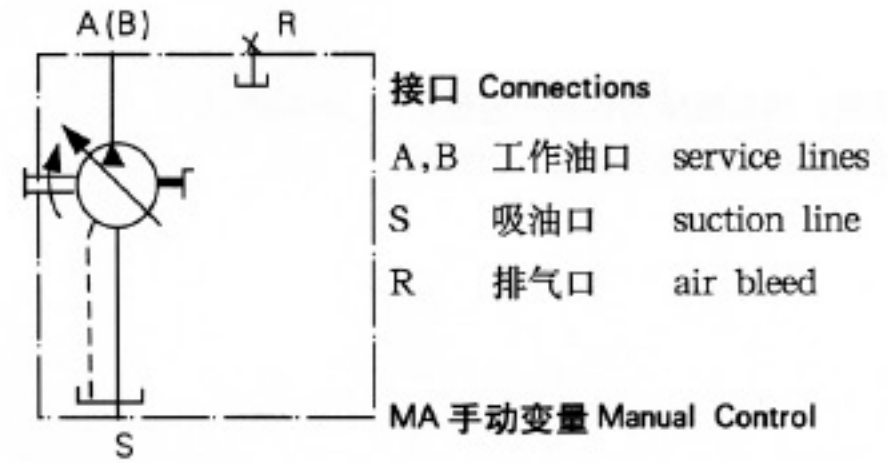 A(B)
R
接口 Connections
A,B 工作油口 service lines
S 吸油口 suction line
R 排气口 air bleed
MA 手动变量 Manual Control
S